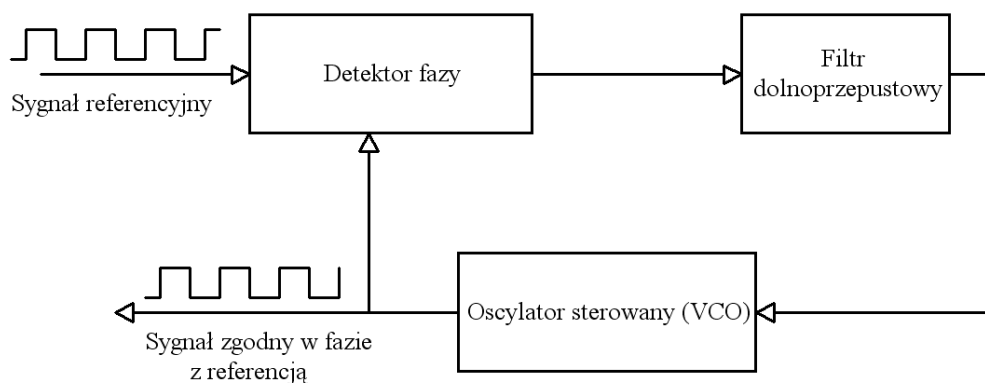 Detektor fazy
Filtr
dolnoprzepustowy
Sygnał referencyjny
Oscylator sterowany (VCO)
Sygnał zgodny w fazie
z referencją